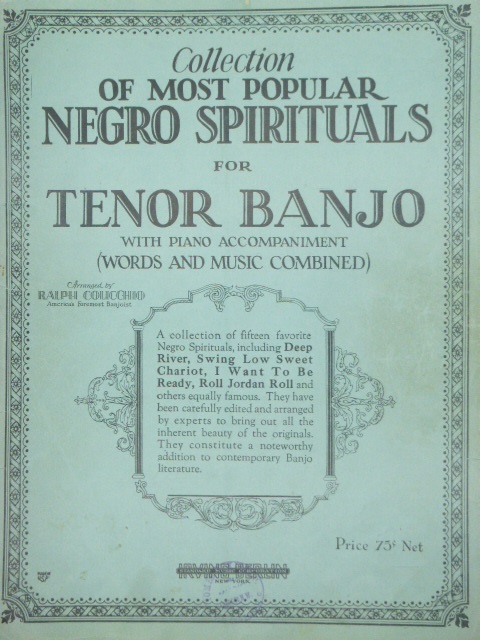 Collection
OF MOST POPULAR
NEGRO SPIRITUALS
FOR
TENOR BANJO
WITH PIANO ACCOMPANIMENT
(WORDS AND MUSIC COMBINED)
Arranged by
RALPH COLICCHIO
America's Foremost Banjoist
A collection of fifteen favorite
Negro Spirituals, including Deep
River, Swing Low Sweet
Chariot, I Want To Be
Ready, Roll Jordan Roll and
others equally famous. They have
been carefully edited and arranged
by experts to bring out all the
inherent beauty of the originals.
They constitute a noteworthy
addition to contemporary Banjo
literature.
Price 75¢ Net
IRVING BERLIN
STANDARD MUSIC CORPORATION
NEW YORK